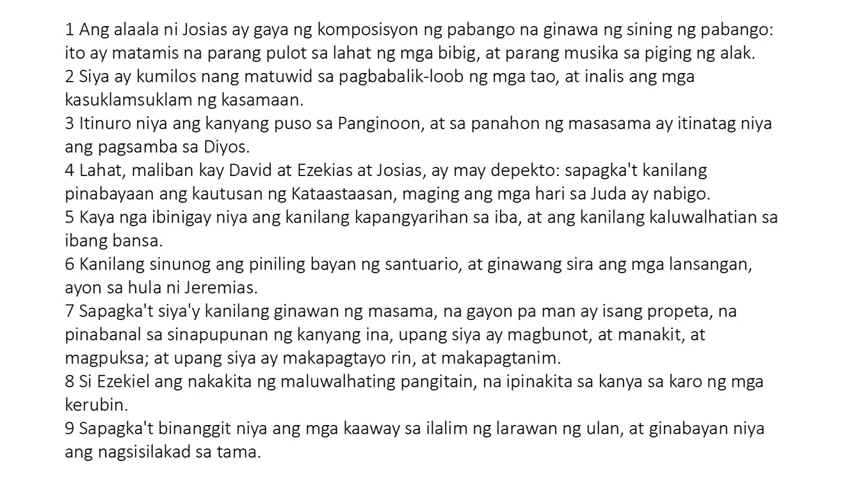 1 Ang alaala ni Josias ay gaya ng komposisyon ng pabango na ginawa ng sining ng pabango:
ito ay matamis na parang pulot sa lahat ng mga bibig, at parang musika sa piging ng alak.
2 Siya ay kumilos nang matuwid sa pagbabalik-loob ng mga tao, at inalis ang mga
kasuklamsuklam ng kasamaan.
3 Itinuro niya ang kanyang puso sa Panginoon, at sa panahon ng masasama ay itinatag niya
ang pagsamba sa Diyos.
4 Lahat, maliban kay David at Ezekias at Josias, ay may depekto: sapagka't kanilang
pinabayaan ang kautusan ng Kataastaasan, maging ang mga hari sa Juda ay nabigo.
5 Kaya nga ibinigay niya ang kanilang kapangyarihan sa iba, at ang kanilang kaluwalhatian sa
ibang bansa.
6 Kanilang sinunog ang piniling bayan ng santuario, at ginawang sira ang mga lansangan,
ayon sa hula ni Jeremias.
7 Sapagka't siya'y kanilang ginawan ng masama, na gayon pa man ay isang propeta, na
pinabanal sa sinapupunan ng kanyang ina, upang siya ay magbunot, at manakit, at
magpuksa; at upang siya ay makapagtayo rin, at makapagtanim.
8 Si Ezekiel ang nakakita ng maluwalhating pangitain, na ipinakita sa kanya sa karo ng mga
kerubin.
9 Sapagka't binanggit niya ang mga kaaway sa ilalim ng larawan ng ulan, at ginabayan niya
ang nagsisilakad sa tama.